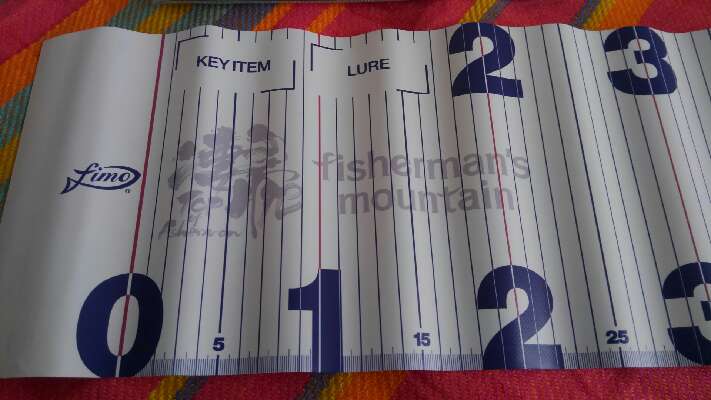 KEY ITEM
LURE
2
3
fimo
fisherman's
mountain
0
5
1
15
2
25
3